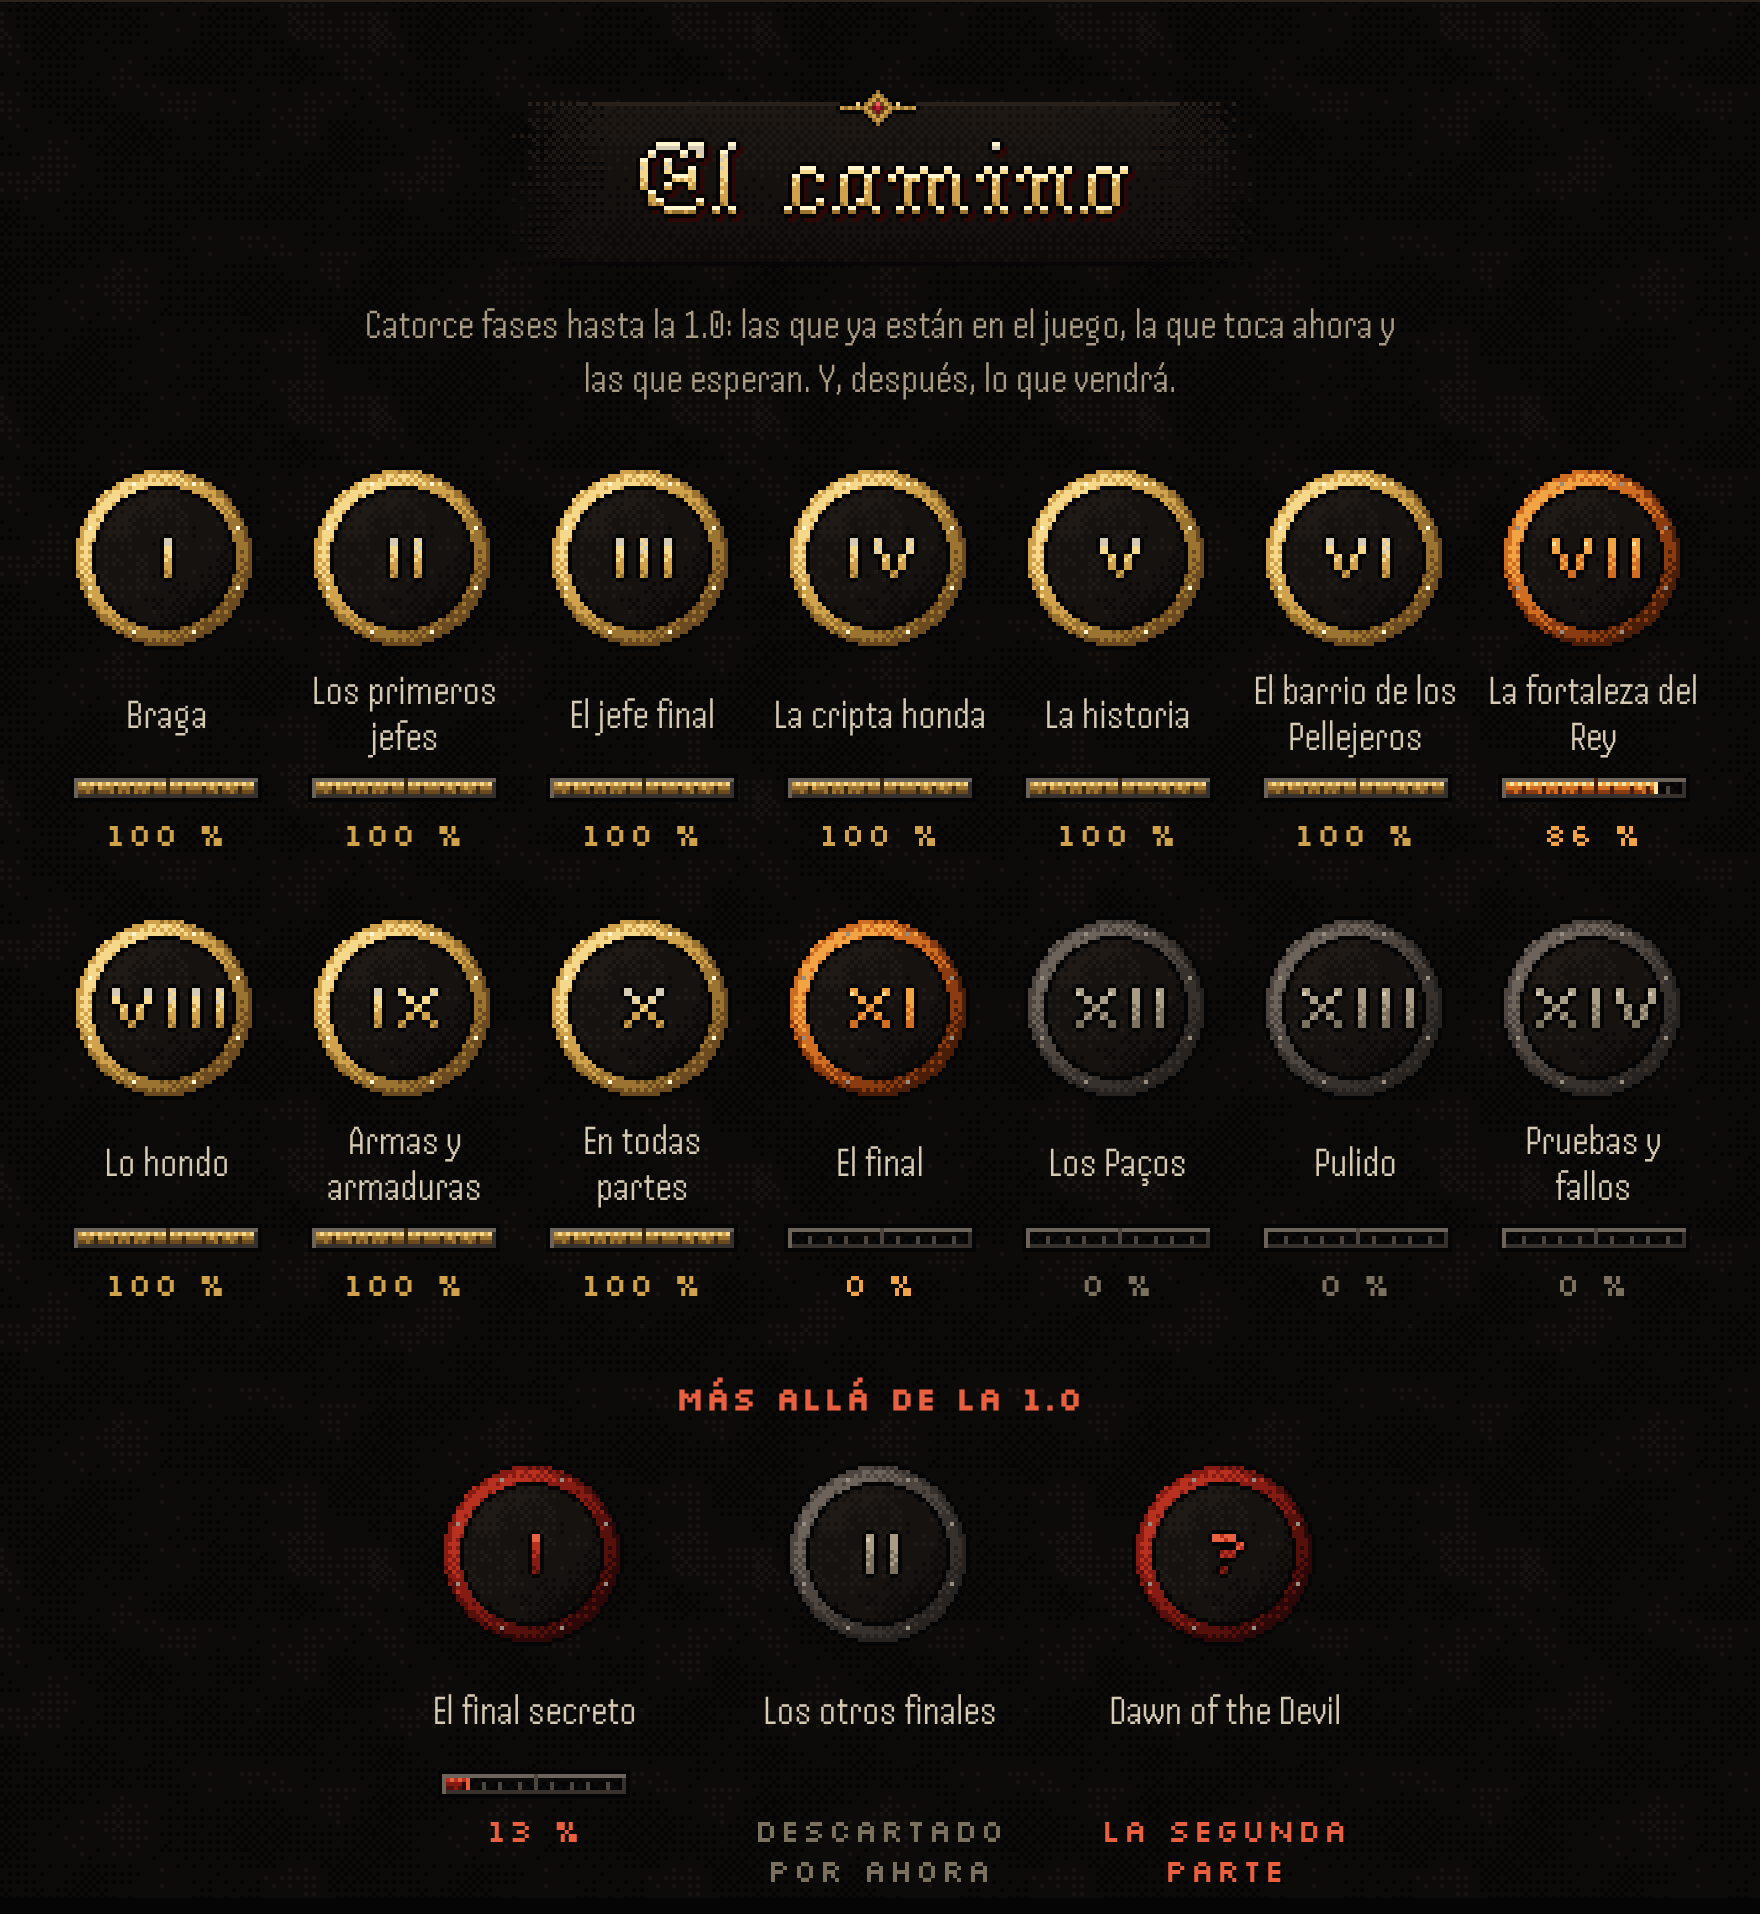 El camino
Catorce fases hasta la 1.0: las que ya están en el juego, la que toca ahora y
las que esperan. Y, después, lo que vendrá.
I
II
III
IV
V
VI
VII
Braga
Los primeros
jefes
El jefe final
La cripta honda
La historia
El barrio de los
Pellejeros
La fortaleza del
Rey
100 %
100 %
100 %
100 %
100 %
100 %
86 %
VIII
IX
X
XI
XII
XIII
XIV
Lo hondo
Armas y
armaduras
En todas
partes
El final
Los Paços
Pulido
Pruebas y
fallos
100 %
100 %
100 %
0 %
0 %
0 %
0 %
MÁS ALLÁ DE LA 1.0
I
II
?
El final secreto
Los otros finales
Dawn of the Devil
13 %
DESCARTADO
POR AHORA
LA SEGUNDA
PARTE